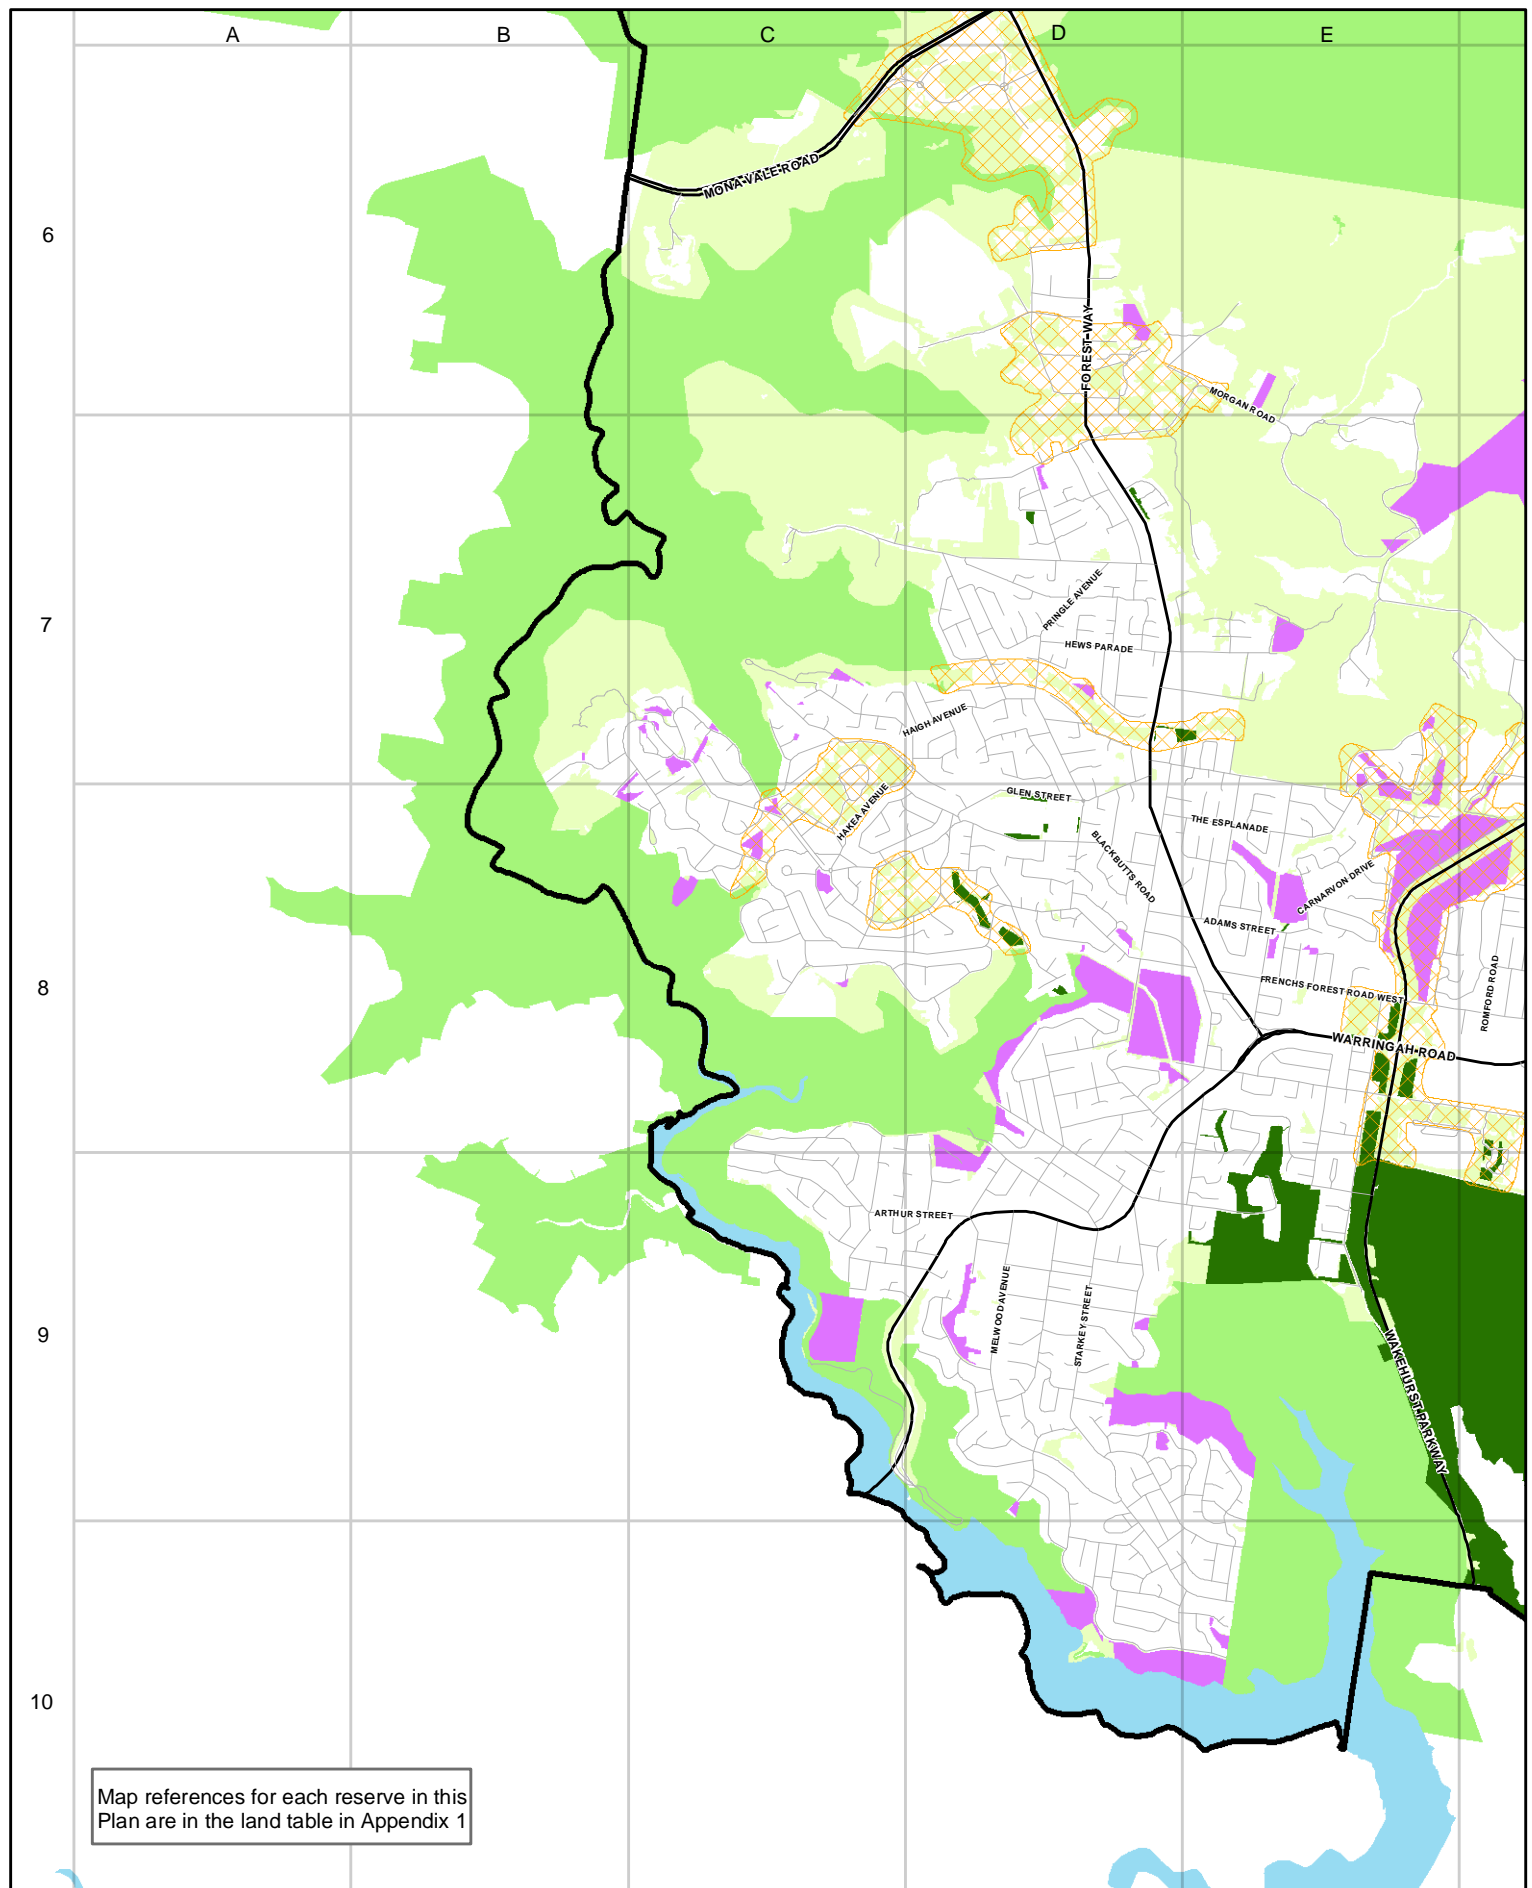 A
B
C
D
E
6
7
8
9
10
MONA VALE ROAD
FOREST WAY
MORGAN ROAD
PRINGLE AVENUE
HEWS PARADE
HAIGH AVENUE
GLEN STREET
HAKEA AVENUE
THE ESPLANADE
BLACKBUTTS ROAD
CARNARVON DRIVE
ADAMS STREET
FRENCHS FOREST ROAD WEST
ROMFORD ROAD
WARRINGAH ROAD
ARTHUR STREET
MELWOOD AVENUE
STARKEY STREET
WAKEHURST PARKWAY
Map references for each reserve in this
Plan are in the land table in Appendix 1